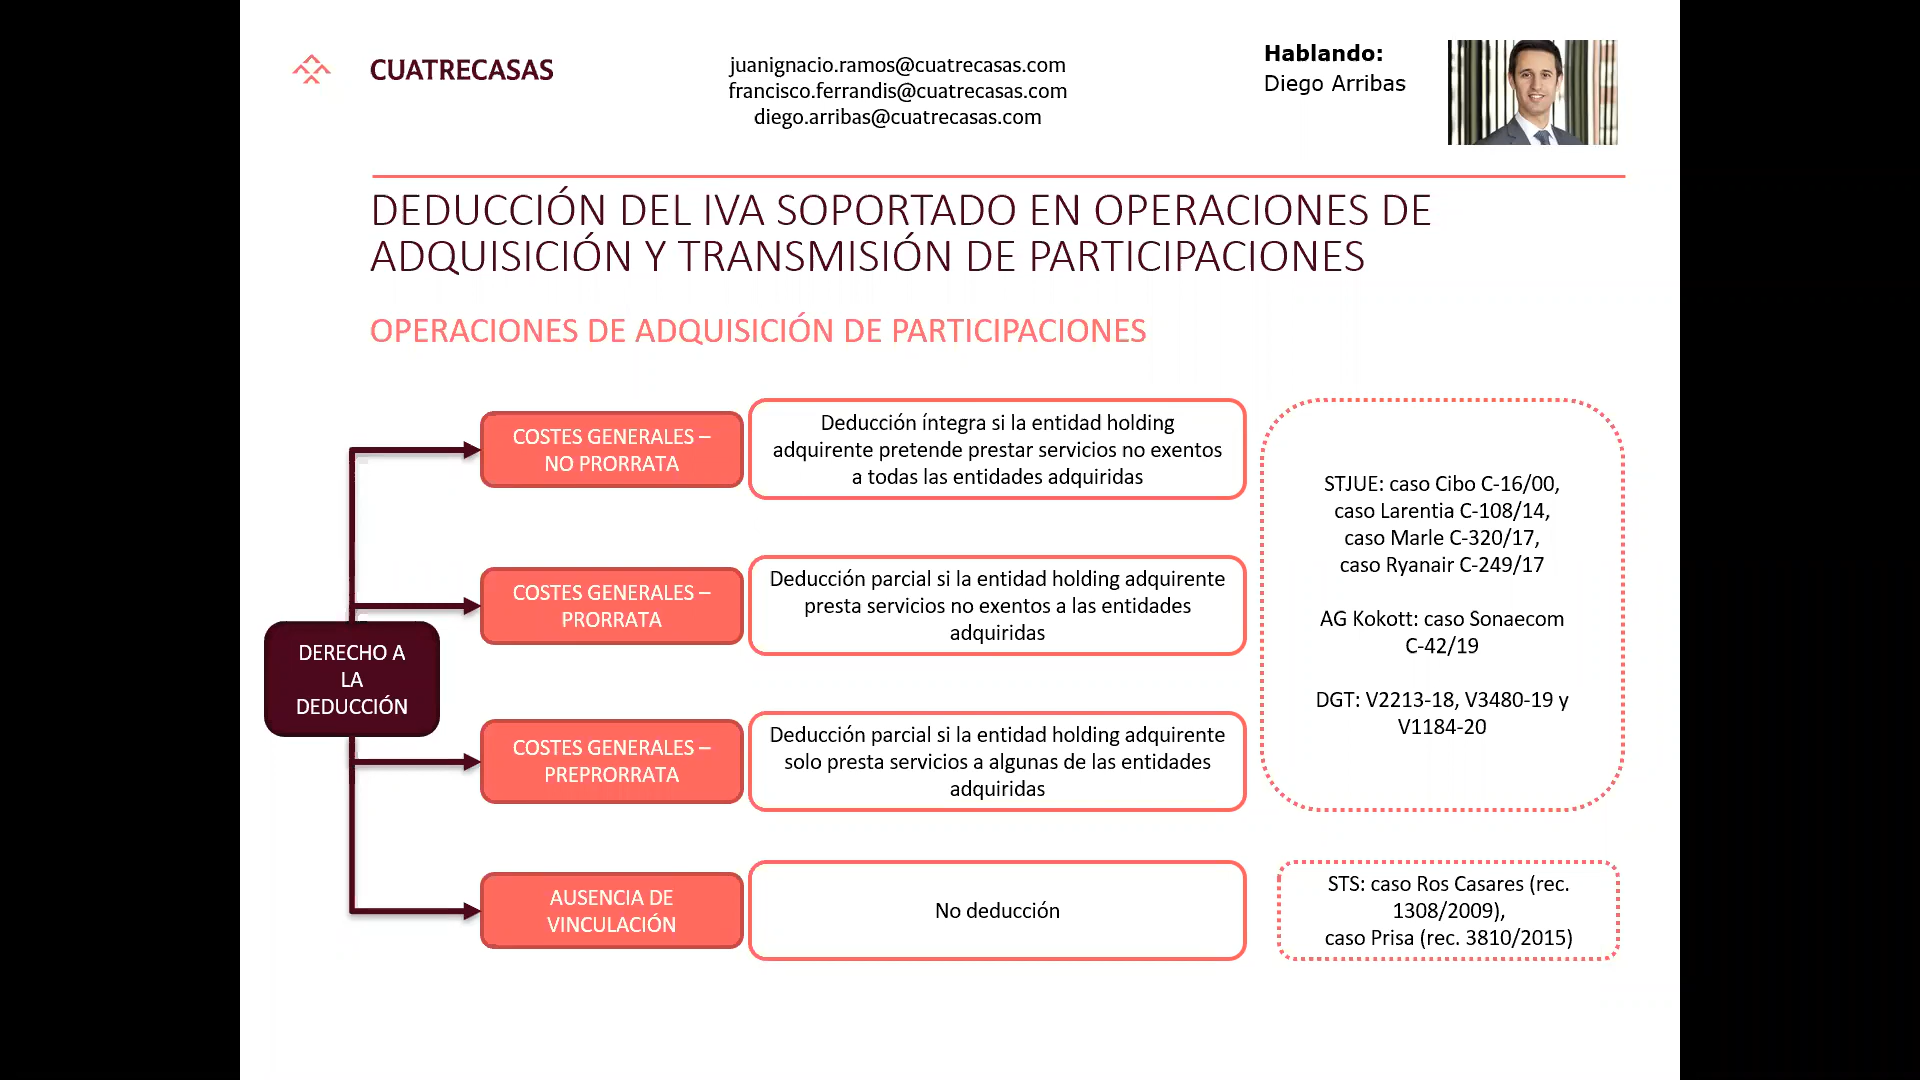 CUATRECASAS
juanignacio.ramos@cuatrecasas.com
francisco.ferrandis@cuatrecasas.com
diego.arribas@cuatrecasas.com
Hablando:
Diego Arribas
DEDUCCIÓN DEL IVA SOPORTADO EN OPERACIONES DE
ADQUISICIÓN Y TRANSMISIÓN DE PARTICIPACIONES
OPERACIONES DE ADQUISICIÓN DE PARTICIPACIONES
DERECHO A
LA
DEDUCCIÓN
COSTES GENERALES –
NO PRORRATA
Deducción íntegra si la entidad holding
adquirente pretende prestar servicios no exentos
a todas las entidades adquiridas
COSTES GENERALES –
PRORRATA
Deducción parcial si la entidad holding adquirente
presta servicios no exentos a las entidades
adquiridas
COSTES GENERALES –
PREPRORRATA
Deducción parcial si la entidad holding adquirente
solo presta servicios a algunas de las entidades
adquiridas
STJUE: caso Cibo C-16/00,
caso Larentia C-108/14,
caso Marle C-320/17,
caso Ryanair C-249/17
AG Kokott: caso Sonaecom
C-42/19
DGT: V2213-18, V3480-19 y
V1184-20
AUSENCIA DE
VINCULACIÓN
No deducción
STS: caso Ros Casares (rec.
1308/2009),
caso Prisa (rec. 3810/2015)